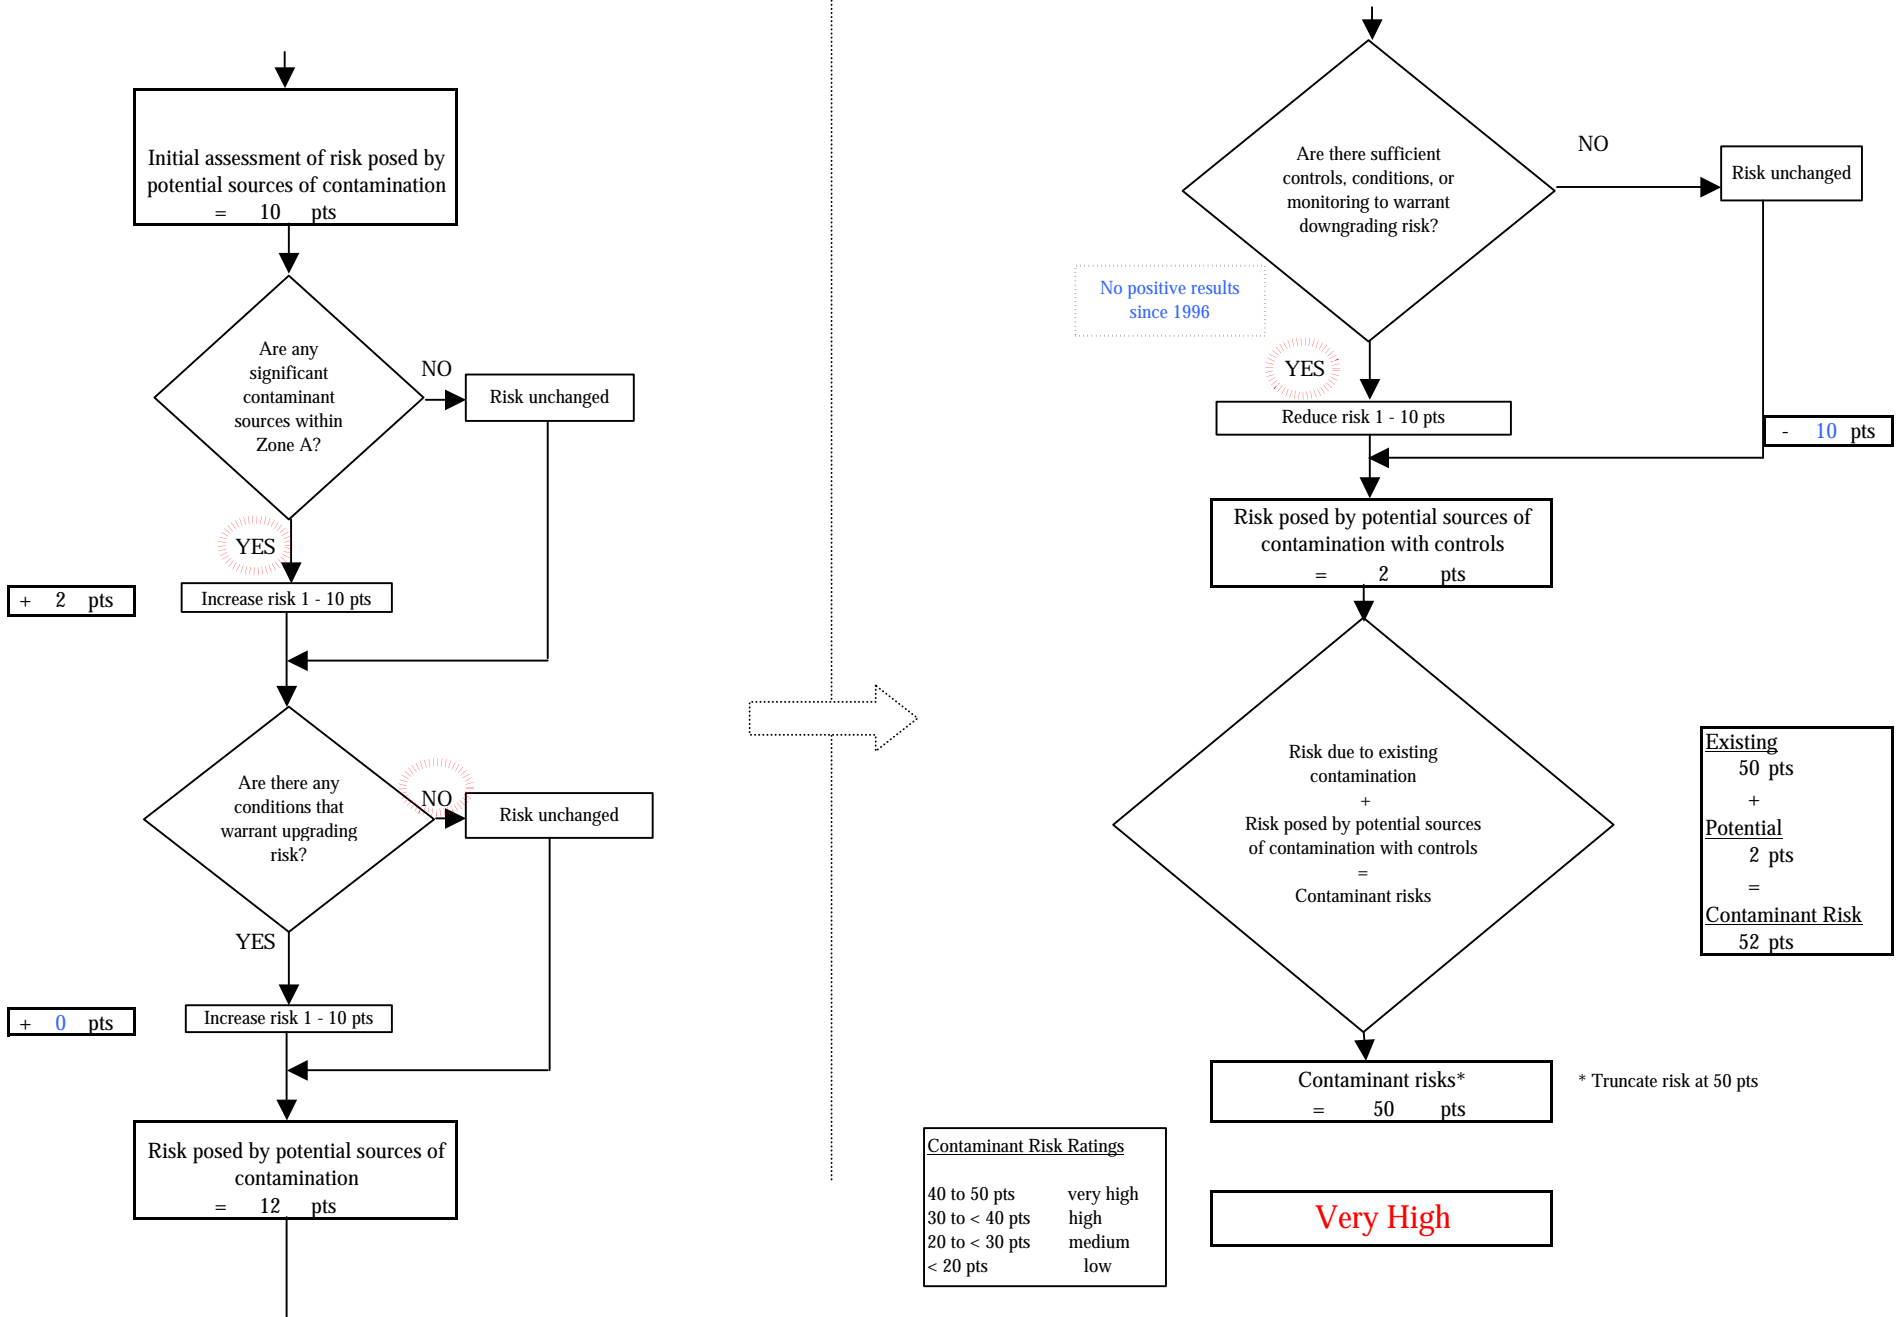 Initial assessment of risk posed by
potential sources of contamination
= 10 pts
Are any
significant
contaminant
sources within
Zone A?
NO
Risk unchanged
YES
+ 2 pts
Increase risk 1 - 10 pts
Are there any
conditions that
warrant upgrading
risk?
NO
Risk unchanged
YES
+ 0 pts
Increase risk 1 - 10 pts
Risk posed by potential sources of
contamination
= 12 pts
Are there sufficient
controls, conditions, or
monitoring to warrant
downgrading risk?
NO
Risk unchanged
No positive results
since 1996
YES
Reduce risk 1 - 10 pts
- 10 pts
Risk posed by potential sources of
contamination with controls
= 2 pts
Risk due to existing
contamination
+
Risk posed by potential sources
of contamination with controls
=
Contaminant risks
Existing
50 pts
+
Potential
2 pts
=
Contaminant Risk
52 pts
Contaminant risks*
= 50 pts
* Truncate risk at 50 pts
Contaminant Risk Ratings
40 to 50 pts very high
30 to < 40 pts high
20 to < 30 pts medium
< 20 pts low
Very High